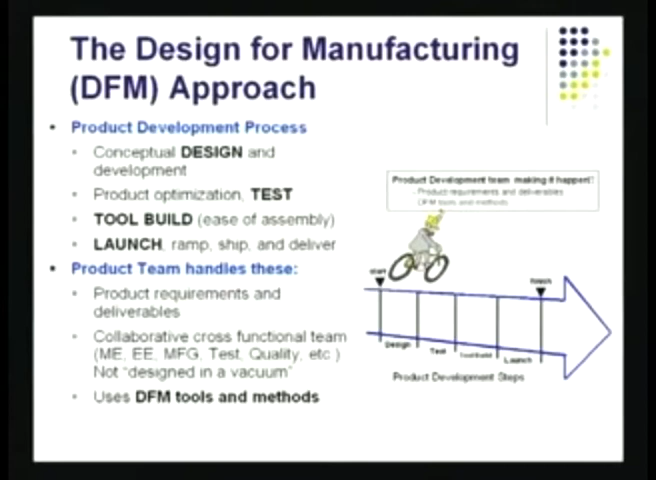 The Design for Manufacturing
(DFM) Approach
• Product Development Process
• Conceptual DESIGN and
development
• Product optimization, TEST
• TOOL BUILD (ease of assembly)
• LAUNCH, ramp, ship, and deliver
• Product Team handles these:
• Product requirements and
deliverables
• Collaborative cross functional team
(ME, EE, MFG, Test, Quality, etc.)
Not "designed in a vacuum"
• Uses DFM tools and methods
Product Development team making it happen!
- Product requirements and deliverables
- DFM tools and methods
start
finish
Design
Test
Tool Build
Launch
Product Development Steps